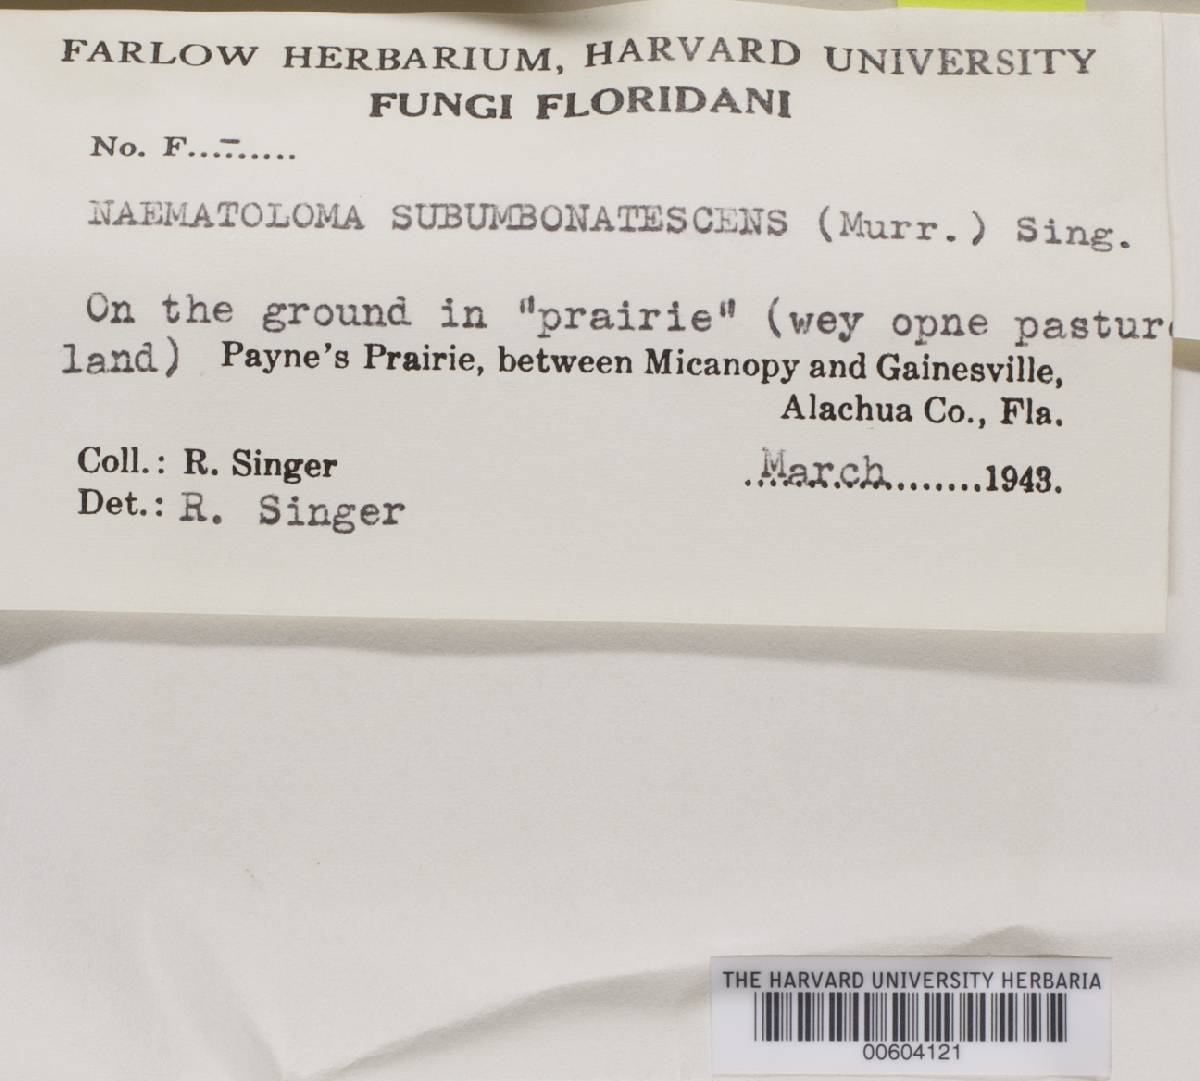 FARLOW HERBARIUM, HARVARD UNIVERSITY
FUNGI FLORIDANI
No. F....-.....
NAEMATOLOMA SUBUMBONATESCENS (Murr.) Sing.
On the ground in "prairie" (wey opne pasture
land) Payne's Prairie, between Micanopy and Gainesville,
Alachua Co., Fla.
Coll.: R. Singer
March........1943.
Det.: R. Singer
THE HARVARD UNIVERSITY HERBARIA
00604121